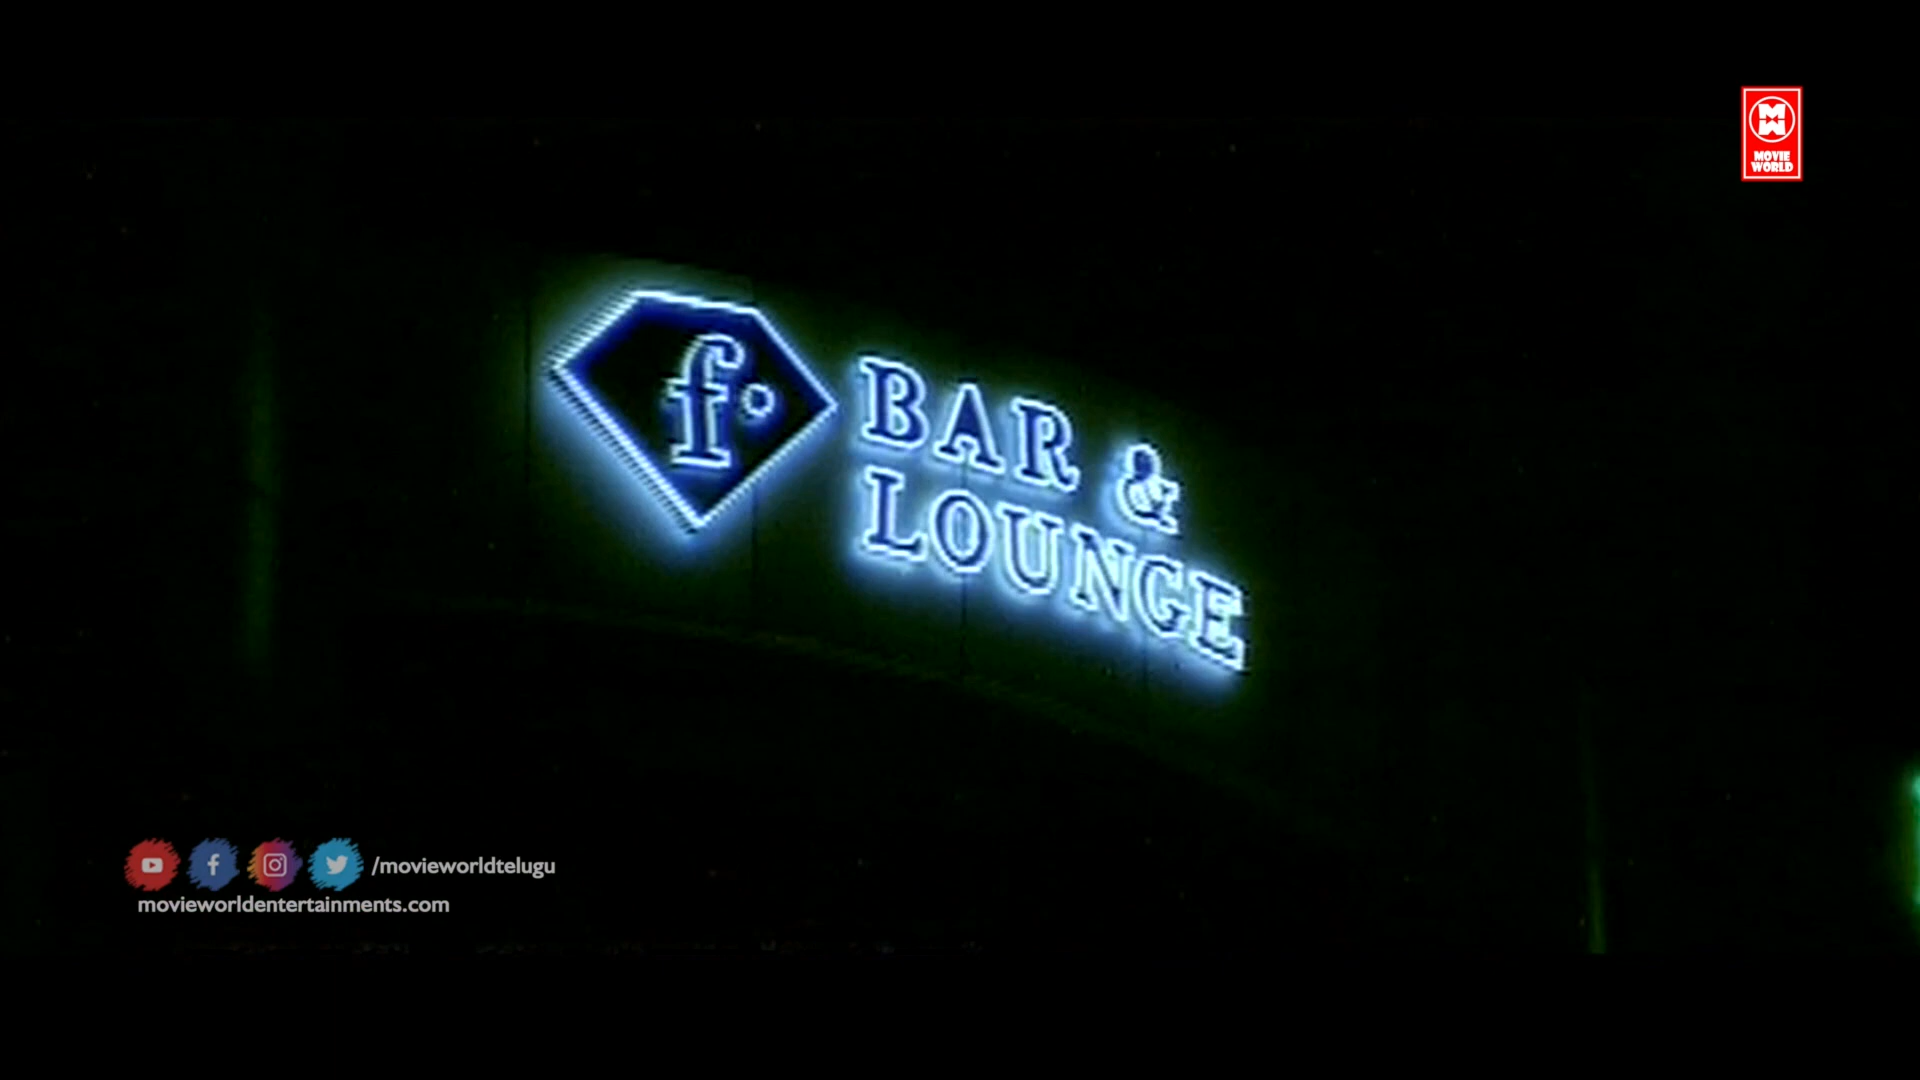 MOVIE
WORLD
f
BAR &
LOUNGE
/movieworldtelugu
movieworldentertainments.com